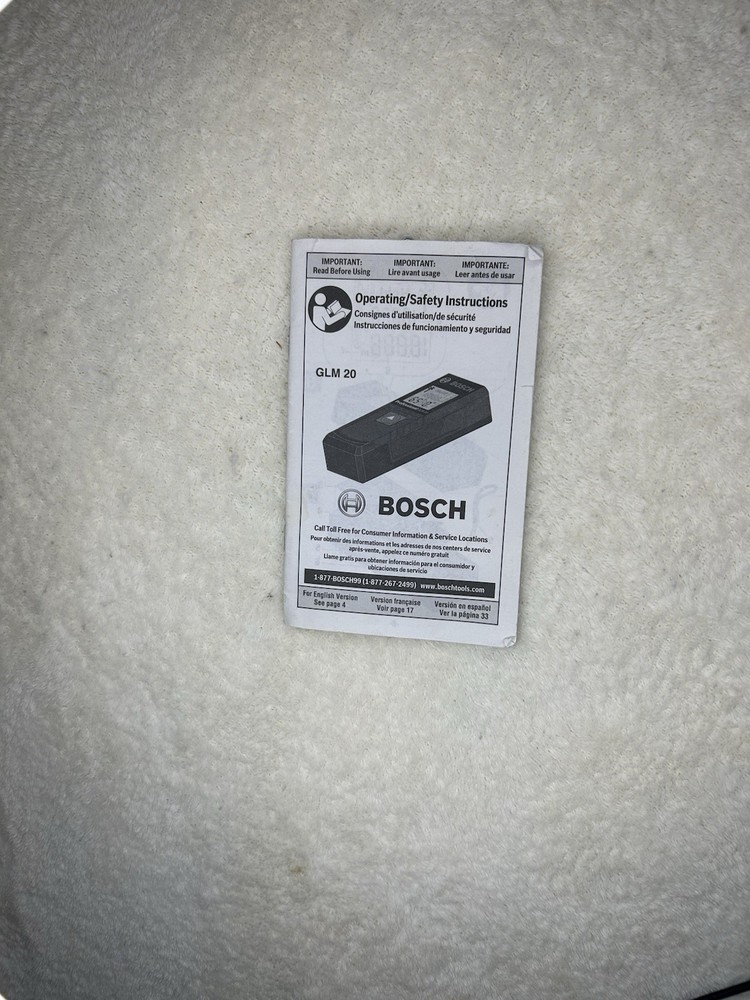 IMPORTANT:
Read Before Using
IMPORTANT:
Lire avant usage
IMPORTANTE:
Leer antes de usar
Operating/Safety Instructions
Consignes d'utilisation/de sécurité
Instrucciones de funcionamiento y seguridad
GLM 20
BOSCH
BOSCH
Call Toll Free for Consumer Information & Service Locations
Pour obtenir des informations et les adresses de nos centers de service
après-vente, appelez ce numéro gratuit
Llame gratis para obtener información para el consumidor y
ubicaciones de servicio
1-877-BOSCH99 (1-877-267-2499) www.boschtools.com
For English Version
See page 4
Version française
Voir page 17
Versión en español
Ver la página 33